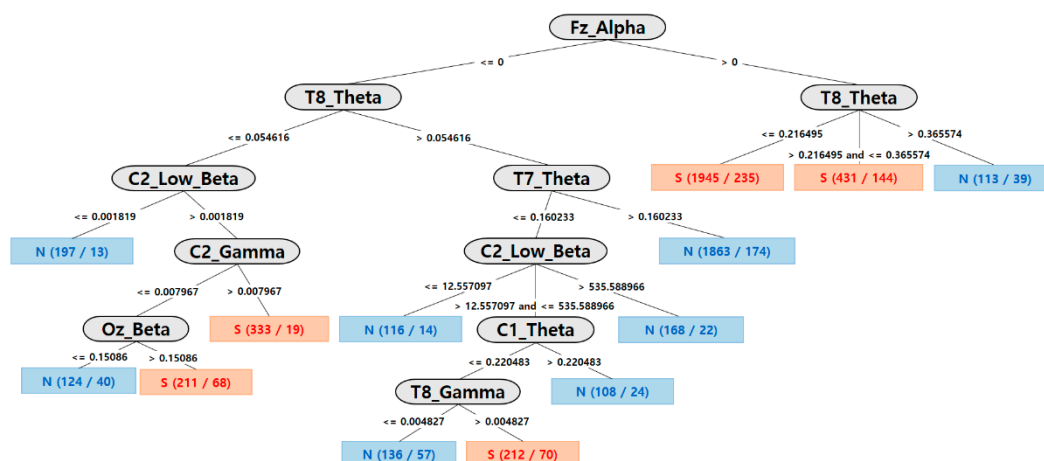 Fz_Alpha
<= 0
> 0
T8_Theta
T8_Theta
<= 0.054616
> 0.054616
<= 0.216495
> 0.216495 and <= 0.365574
> 0.365574
C2_Low_Beta
T7_Theta
S (1945 / 235)
S (431 / 144)
N (113 / 39)
<= 0.001819
> 0.001819
<= 0.160233
> 0.160233
N (197 / 13)
C2_Gamma
C2_Low_Beta
N (1863 / 174)
<= 0.007967
> 0.007967
<= 12.557097
> 12.557097 and <= 535.588966
> 535.588966
Oz_Beta
S (333 / 19)
N (116 / 14)
C1_Theta
N (168 / 22)
<= 0.15086
> 0.15086
<= 0.220483
> 0.220483
N (124 / 40)
S (211 / 68)
T8_Gamma
N (108 / 24)
<= 0.004827
> 0.004827
N (136 / 57)
S (212 / 70)